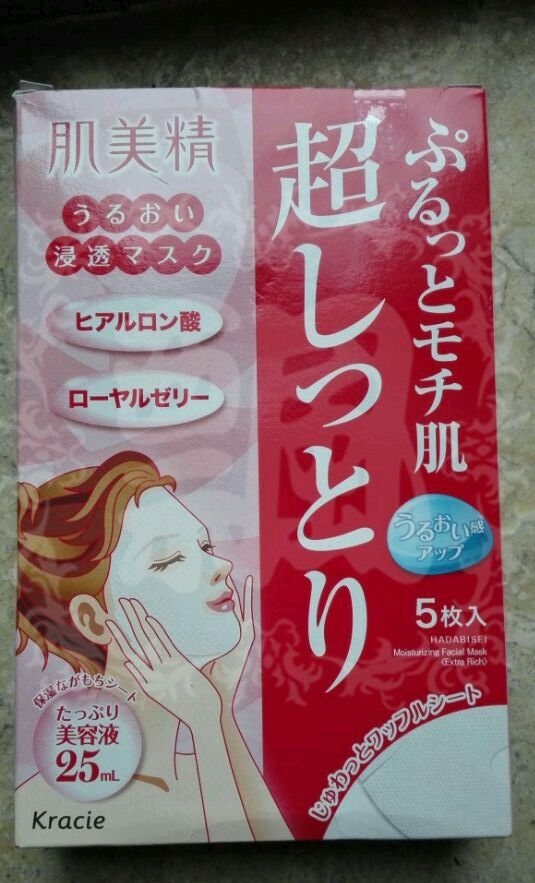 肌美精
うるおい
浸透マスク
ヒアルロン酸
ローヤルゼリー
ぷるっとモチ肌
超しっとり
うるおい感
アップ
5枚入
HADABISEI
Moisturizing Facial Mask
(Extra Rich)
じゅわっとワッフルシート
保湿ながもちシート
たっぷり
美容液
25mL
Kracie